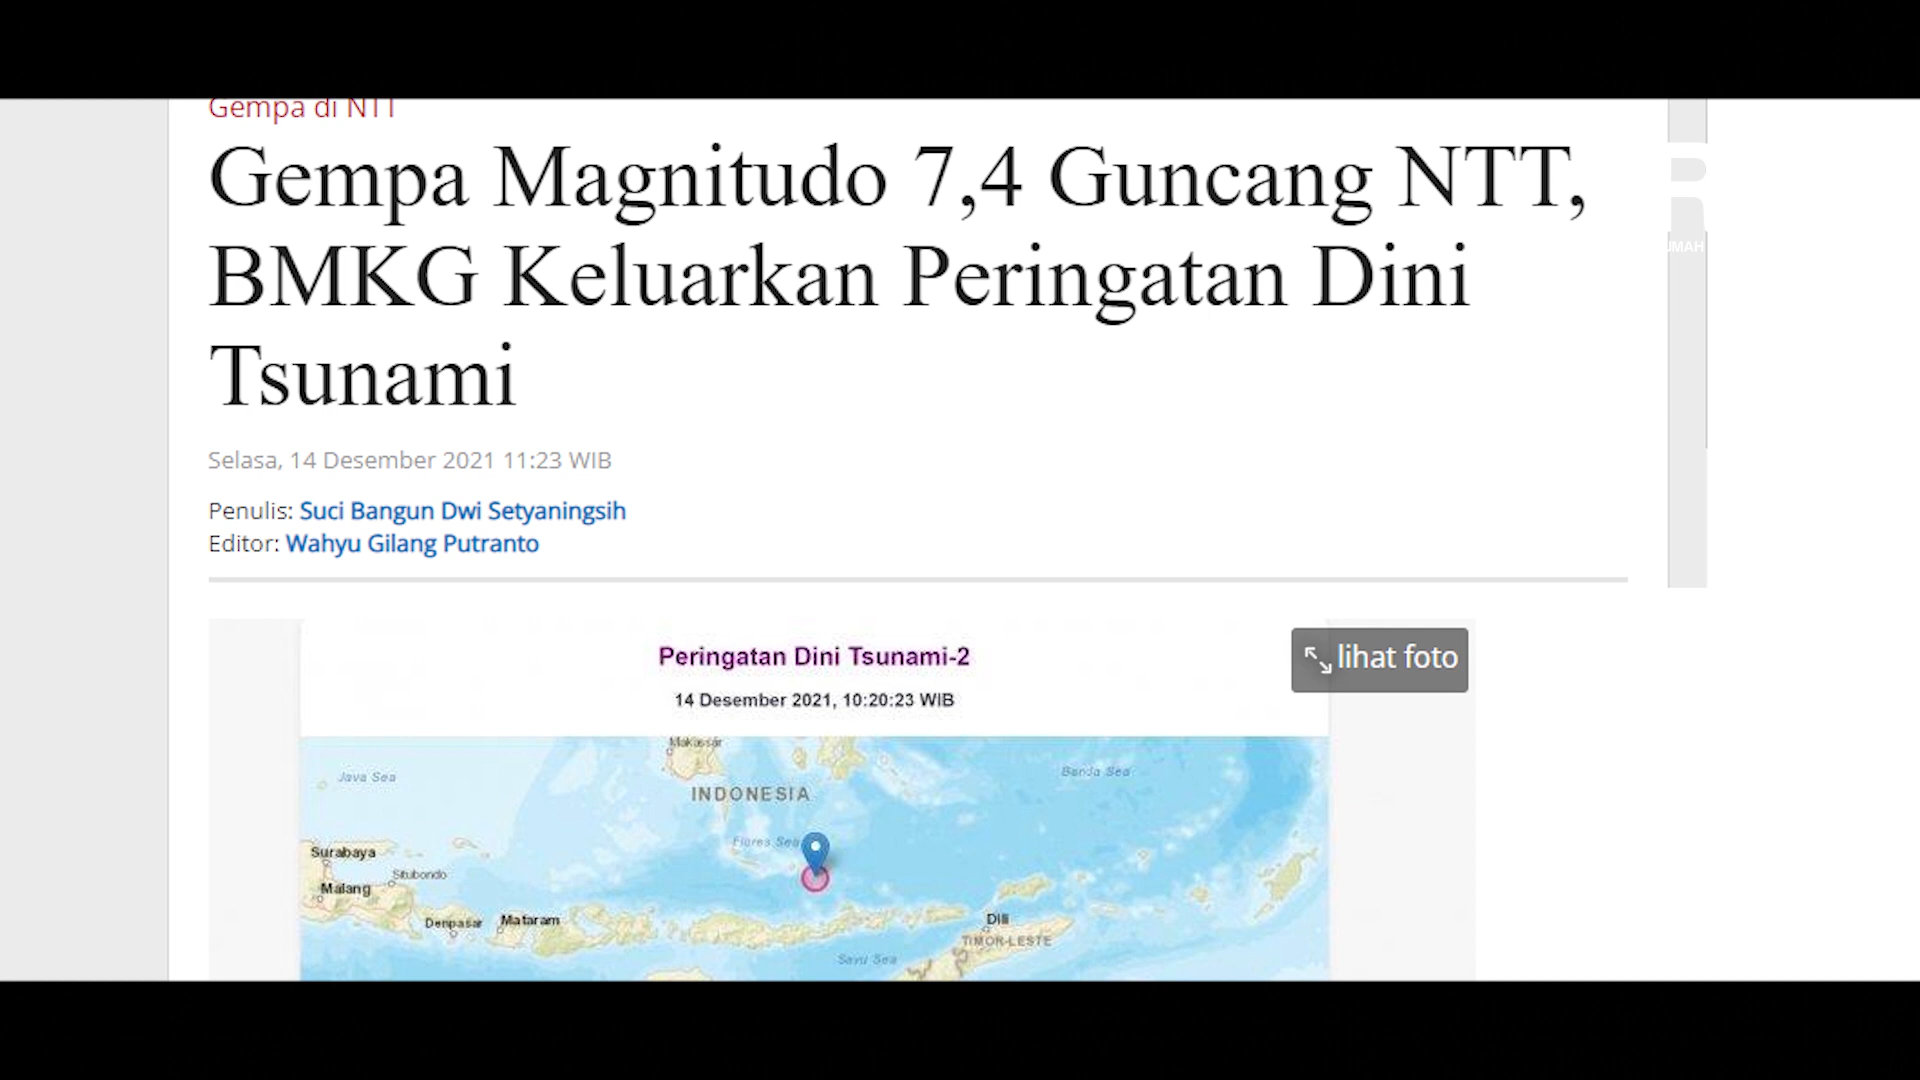 Gempa di NTT
Gempa Magnitudo 7,4 Guncang NTT,
BMKG Keluarkan Peringatan Dini
Tsunami
UMAH
Selasa, 14 Desember 2021 11:23 WIB
Penulis: Suci Bangun Dwi Setyaningsih
Editor: Wahyu Gilang Putranto
Peringatan Dini Tsunami-2
lihat foto
14 Desember 2021, 10:20:23 WIB
Makassar
Java Sea
Banda Sea
INDONESIA
Flores Sea
Surabaya
Situbondo
Malang
Denpasar
Mataram
Dili
TIMOR-LESTE
Savu Sea